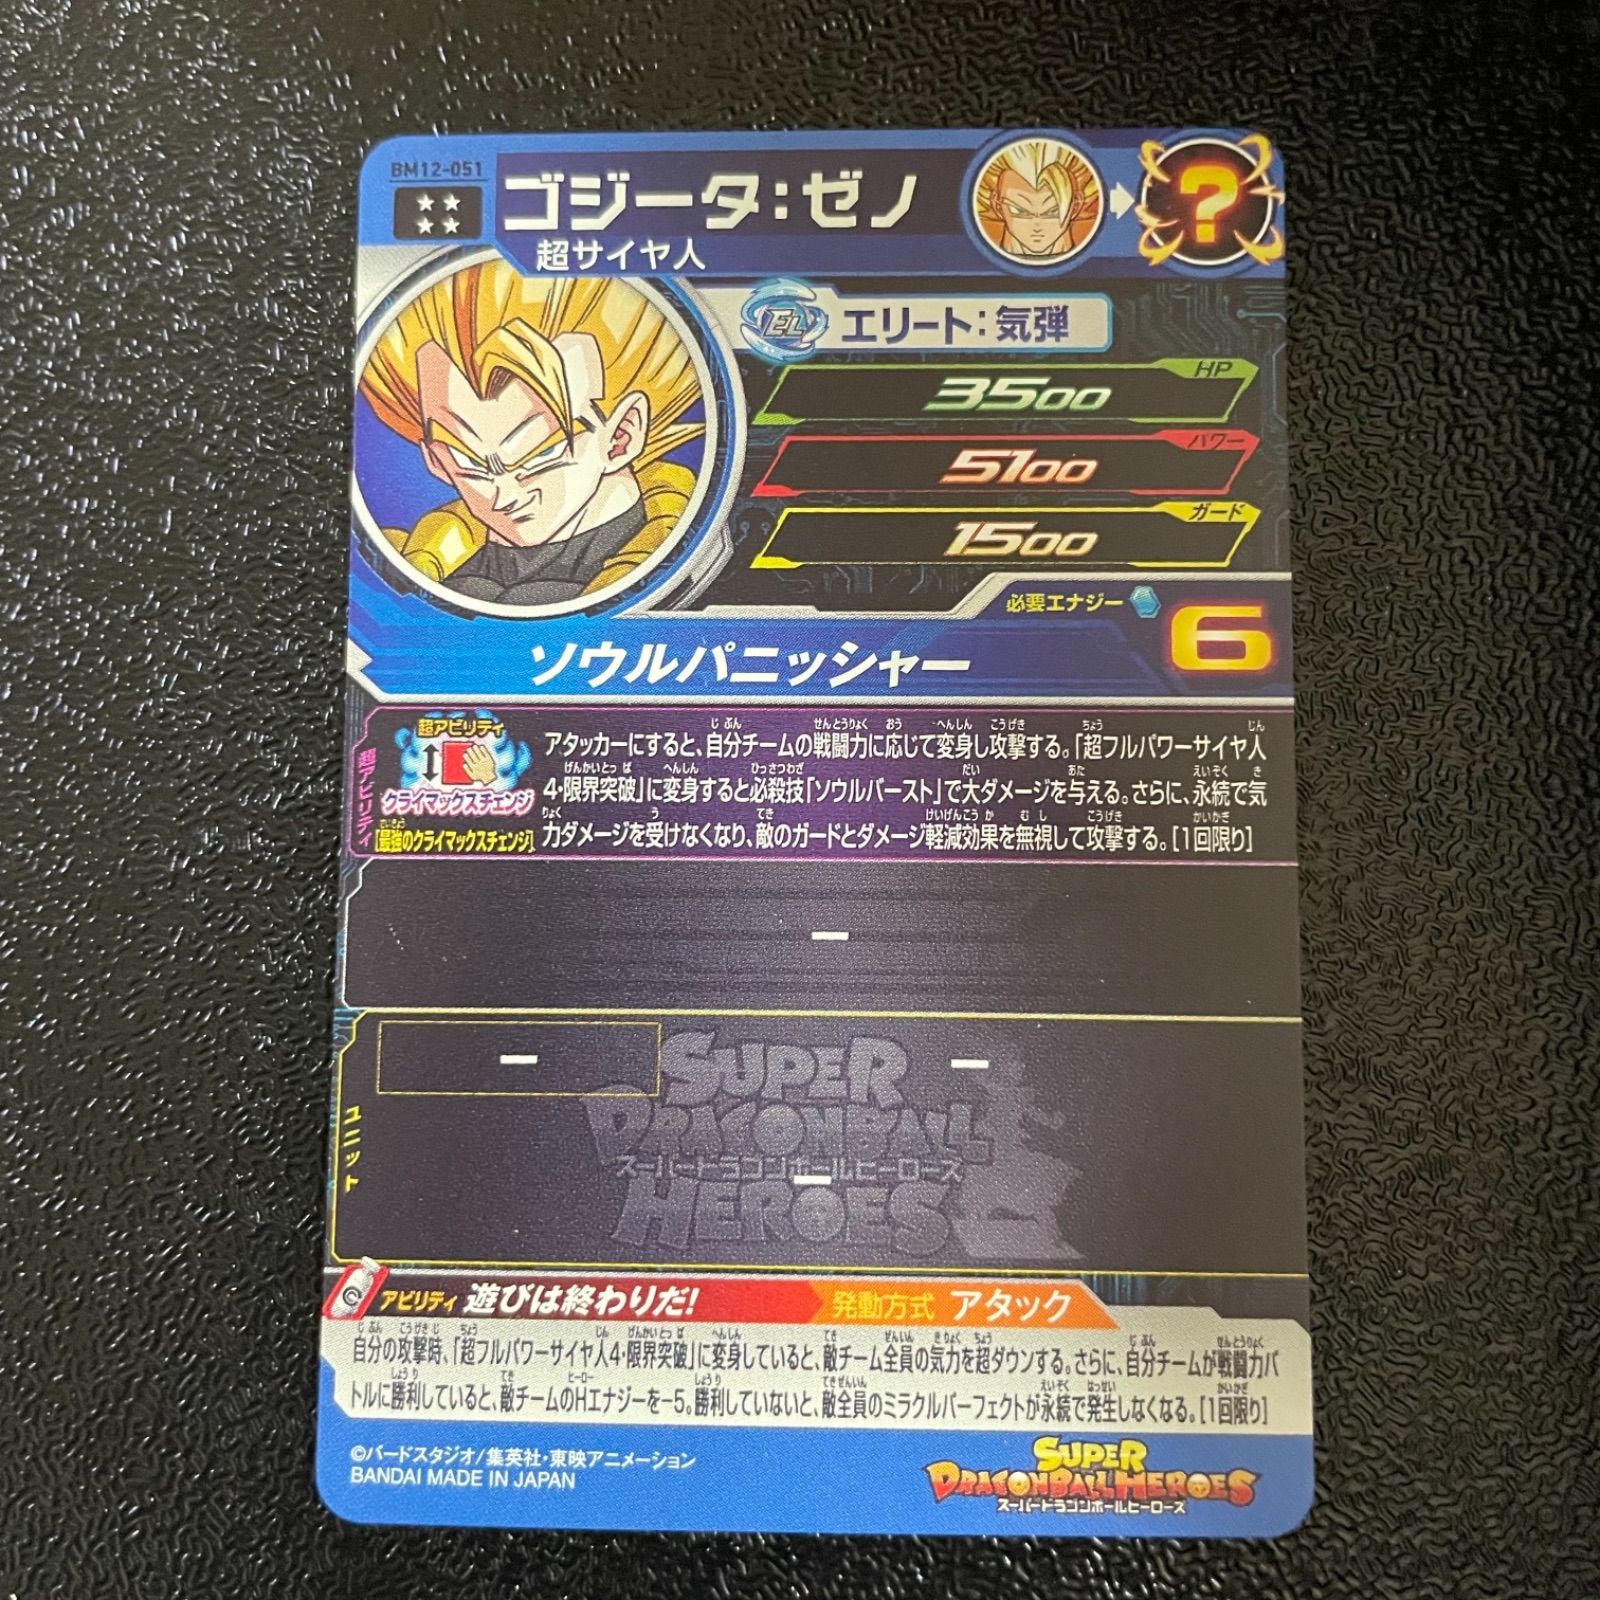 BM12-051
ゴジータ:ゼノ
超サイヤ人
?
EL エリート:気弾
HP
3500
パワー
5100
ガード
1500
必要エナジー 6
ソウルパニッシャー
超アビリティ
超アビリティ
クライマックスチェンジ
[最強のクライマックスチェンジ]
アタッカーにすると、自分チームの戦闘力に応じて変身し攻撃する。「超フルパワーサイヤ人
4・限界突破」に変身すると必殺技「ソウルバースト」で大ダメージを与える。さらに、永続で気
力ダメージを受けなくなり、敵のガードとダメージ軽減効果を無視して攻撃する。[1回限り]
ー
ユニット
ー
ー
ー
SUPER
DRAGONBALL
スーパードラゴンボールヒーローズ
HEROES
アビリティ 遊びは終わりだ! 発動方式 アタック
自分の攻撃時、「超フルパワーサイヤ人4・限界突破」に変身していると、敵チーム全員の気力を超ダウンする。さらに、自分チームが戦闘力バ
トルに勝利していると、敵チームのHエナジーを-5。勝利していないと、敵全員のミラクルパーフェクトが永続で発生しなくなる。[1回限り]
©バードスタジオ/集英社・東映アニメーション
BANDAI MADE IN JAPAN
SUPER
DRAGONBALL HEROES
スーパードラゴンボールヒーローズ